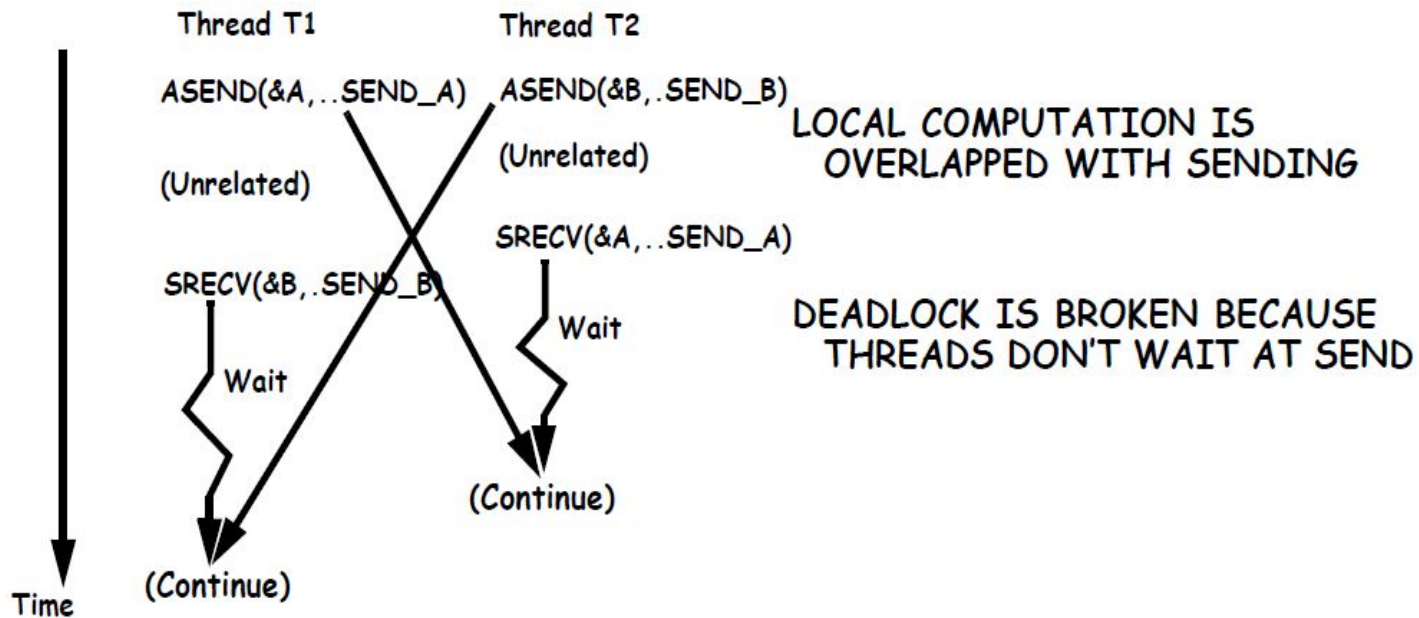 Thread T1
Thread T2
ASEND(&A,..SEND_A)
ASEND(&B,.SEND_B)
LOCAL COMPUTATION IS
OVERLAPPED WITH SENDING
(Unrelated)
(Unrelated)
SRECV(&A,..SEND_A)
SRECV(&B,.SEND_B)
DEADLOCK IS BROKEN BECAUSE
THREADS DON'T WAIT AT SEND
Wait
Wait
(Continue)
(Continue)
Time